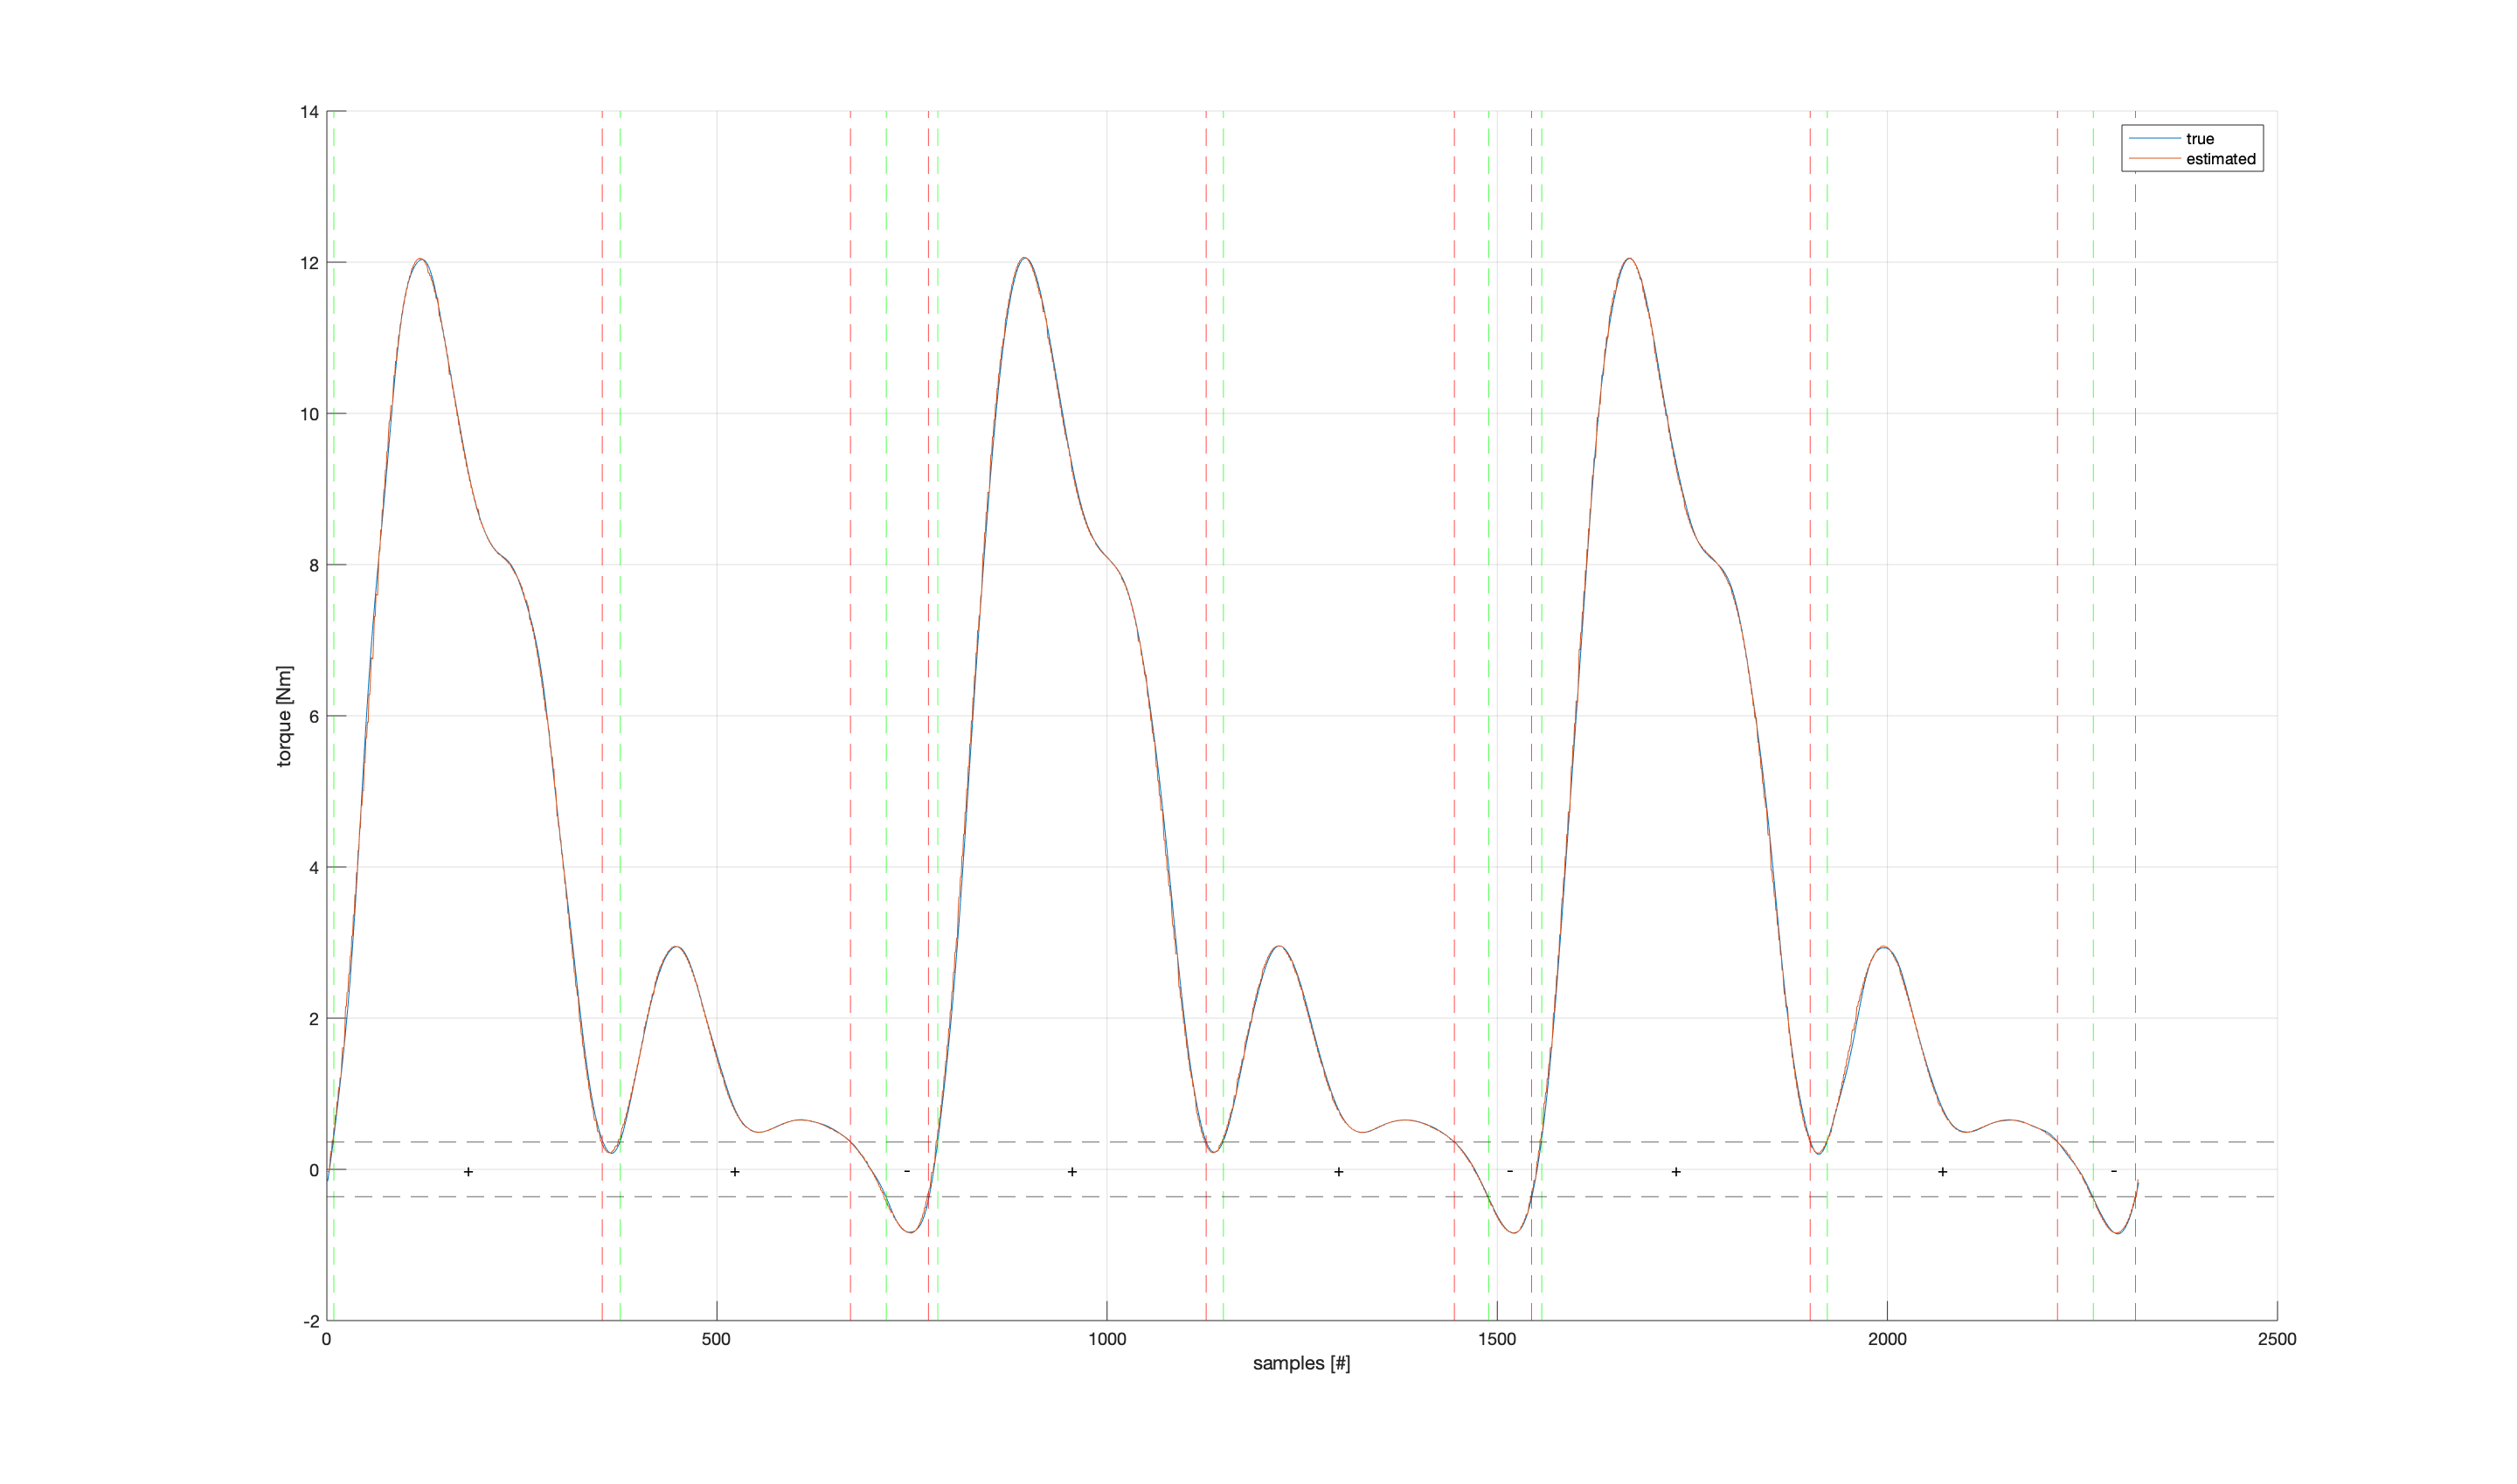 14
12
10
8
6
4
2
0
-2
torque [Nm]
true
estimated
+ + - + + - + + -
0 500 1000 1500 2000 2500
samples [#]